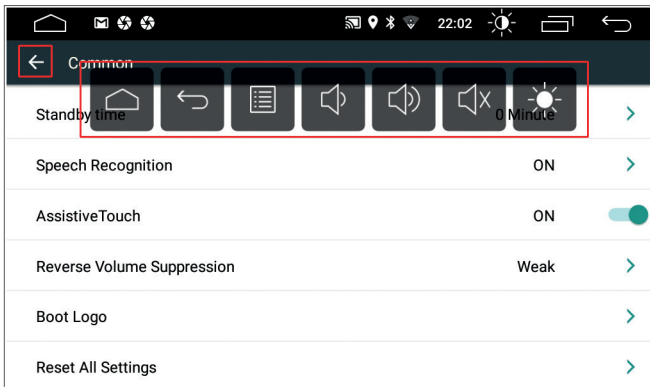 22:02
Common
Standby time 0 Minute
Speech Recognition ON
AssistiveTouch ON
Reverse Volume Suppression Weak
Boot Logo
Reset All Settings